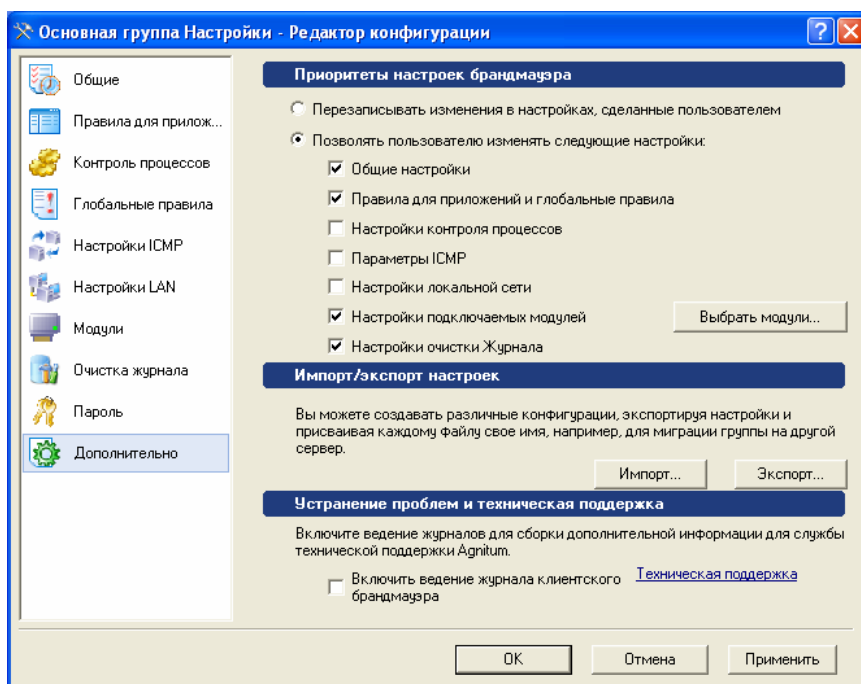 Основная группа Настройки - Редактор конфигурации
Общие
Правила для прилож...
Контроль процессов
Глобальные правила
Настройки ICMP
Настройки LAN
Модули
Очистка журнала
Пароль
Дополнительно
Приоритеты настроек брандмауэра
Перезаписывать изменения в настройках, сделанные пользователем
Позволять пользователю изменять следующие настройки:
Общие настройки
Правила для приложений и глобальные правила
Настройки контроля процессов
Параметры ICMP
Настройки локальной сети
Настройки подключаемых модулей
Выбрать модули...
Настройки очистки Журнала
Импорт/экспорт настроек
Вы можете создавать различные конфигурации, экспортируя настройки и
присваивая каждому файлу свое имя, например, для миграции группы на другой
сервер.
Импорт...
Экспорт...
Устранение проблем и техническая поддержка
Включите ведение журналов для сборки дополнительной информации для службы
технической поддержки Agnitum.
Включить ведение журнала клиентского
брандмауэра
Техническая поддержка
ОК
Отмена
Применить